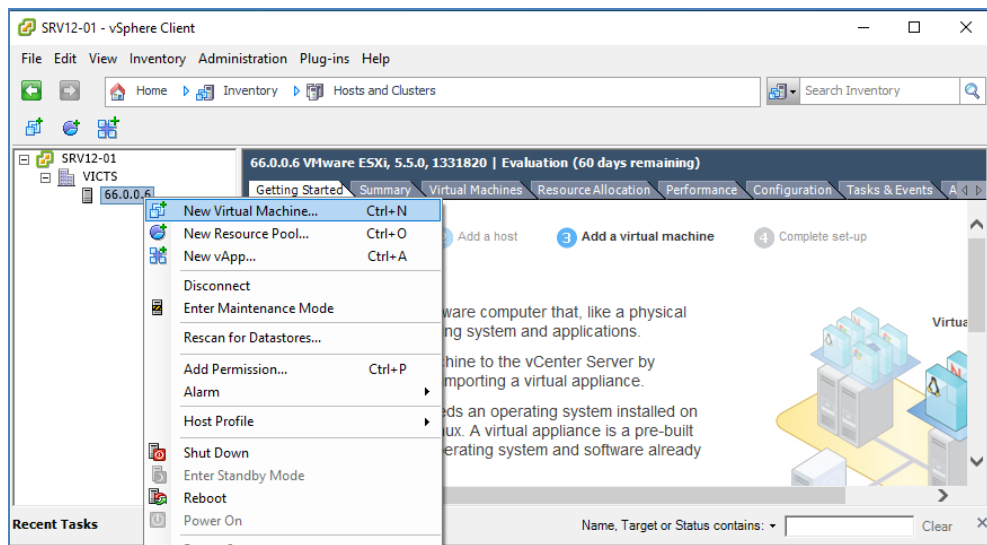 SRV12-01 - vSphere Client
File Edit View Inventory Administration Plug-ins Help
Home Inventory Hosts and Clusters Search Inventory
SRV12-01
VICTS
66.0.0.6
66.0.0.6 VMware ESXi, 5.5.0, 1331820 | Evaluation (60 days remaining)
Getting Started Summary Virtual Machines Resource Allocation Performance Configuration Tasks & Events A
New Virtual Machine... Ctrl+N
New Resource Pool... Ctrl+O
New vApp... Ctrl+A
Disconnect
Enter Maintenance Mode
Rescan for Datastores...
Add Permission... Ctrl+P
Alarm
Host Profile
Shut Down
Enter Standby Mode
Reboot
Power On
2 Add a host 3 Add a virtual machine 4 Complete set-up
ware computer that, like a physical
ng system and applications.
hine to the vCenter Server by
mporting a virtual appliance.
eds an operating system installed on
ux. A virtual appliance is a pre-built
erating system and software already
Virtua
Recent Tasks Name, Target or Status contains: Clear